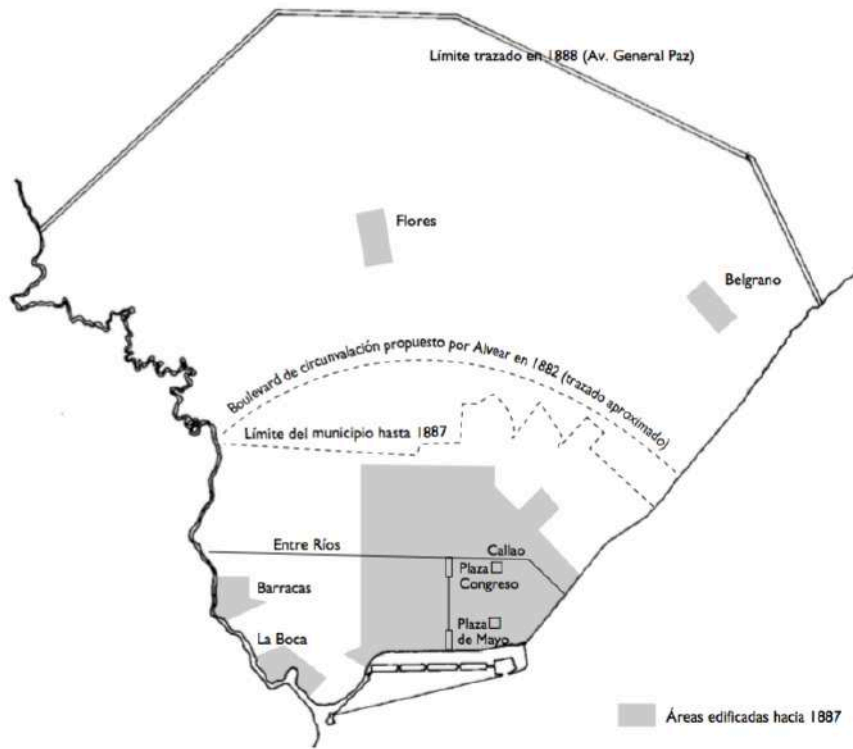 Límite trazado en 1888 (Av. General Paz)
Flores
Belgrano
Boulevard de circunvalación propuesto por Alvear en 1882 (trazado aproximado)
Límite del municipio hasta 1887
Entre Ríos
Callao
Plaza
Congreso
Barracas
La Boca
Plaza
de Mayo
Áreas edificadas hacia 1887